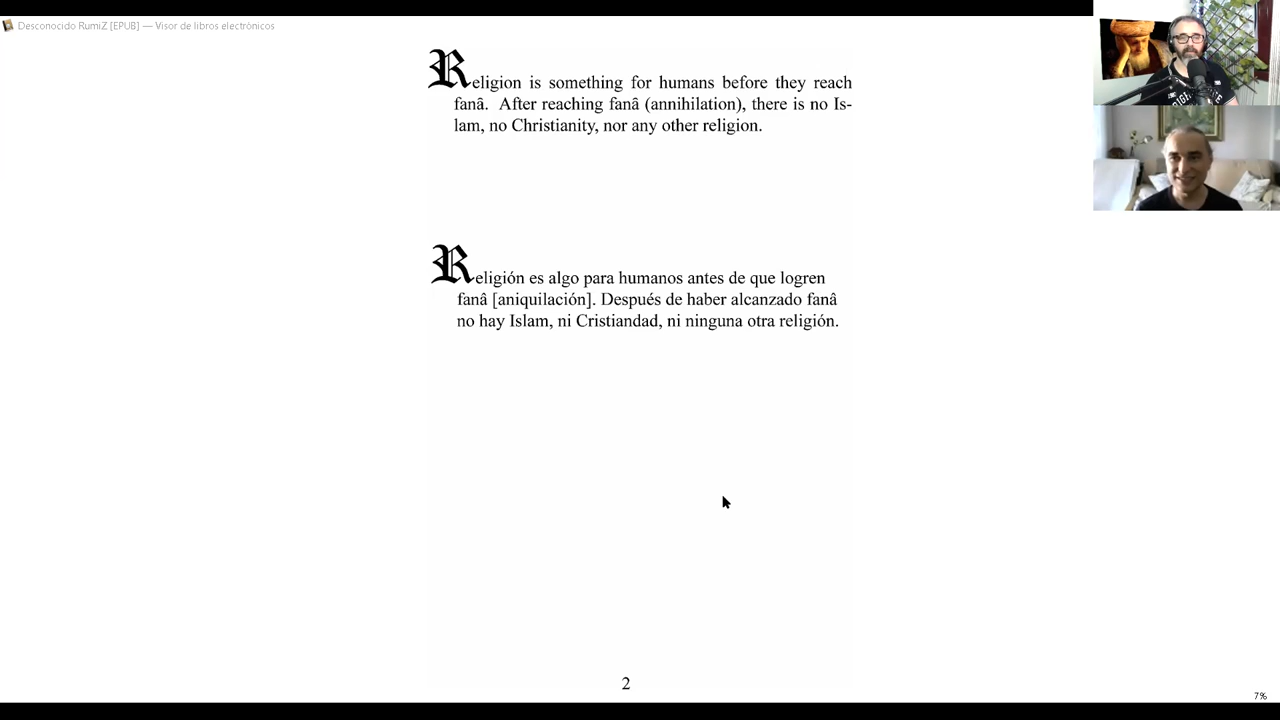 Desconocido RumiZ [EPUB] — Visor de libros electrónicos
Religion is something for humans before they reach
fanâ. After reaching fanâ (annihilation), there is no Is-
lam, no Christianity, nor any other religion.
Religión es algo para humanos antes de que logren
fanâ [aniquilación]. Después de haber alcanzado fanâ
no hay Islam, ni Cristiandad, ni ninguna otra religión.
2
7%